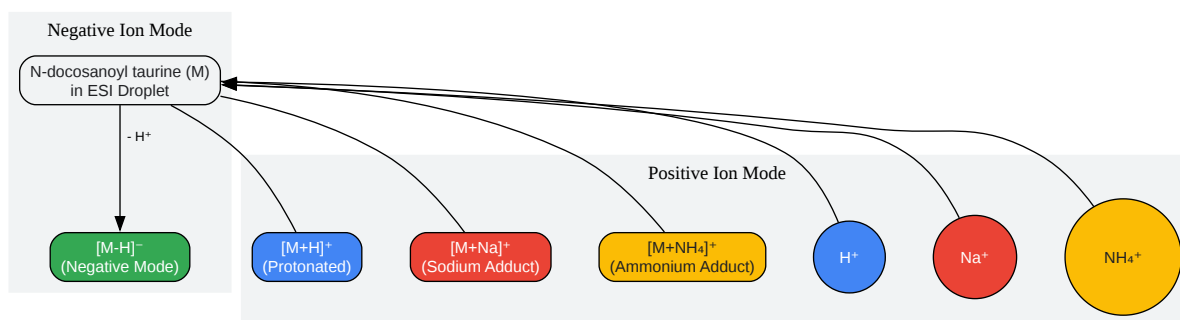 Negative Ion Mode
N-docosanoyl taurine (M)
in ESI Droplet
- H⁺
Positive Ion Mode
[M-H]⁻
(Negative Mode)
[M+H]⁺
(Protonated)
[M+Na]⁺
(Sodium Adduct)
[M+NH₄]⁺
(Ammonium Adduct)
H⁺
Na⁺
NH₄⁺